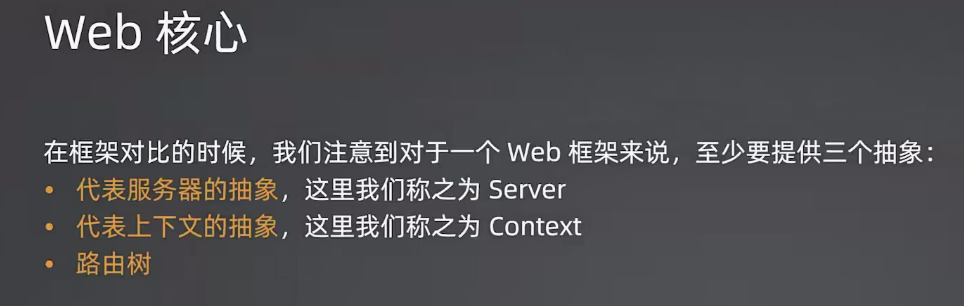 Web 核心
在框架对比的时候，我们注意到对于一个 Web 框架来说，至少要提供三个抽象：
• 代表服务器的抽象，这里我们称之为 Server
• 代表上下文的抽象，这里我们称之为 Context
• 路由树